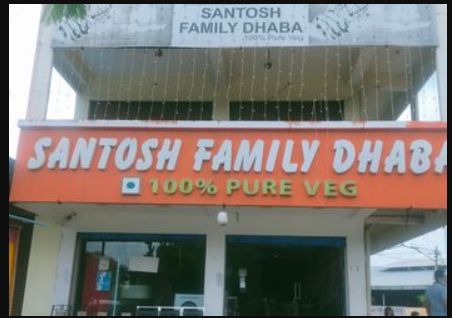 SANTOSH
FAMILY DHABA
100% Pure Veg
SANTOSH FAMILY DHABA
100% PURE VEG